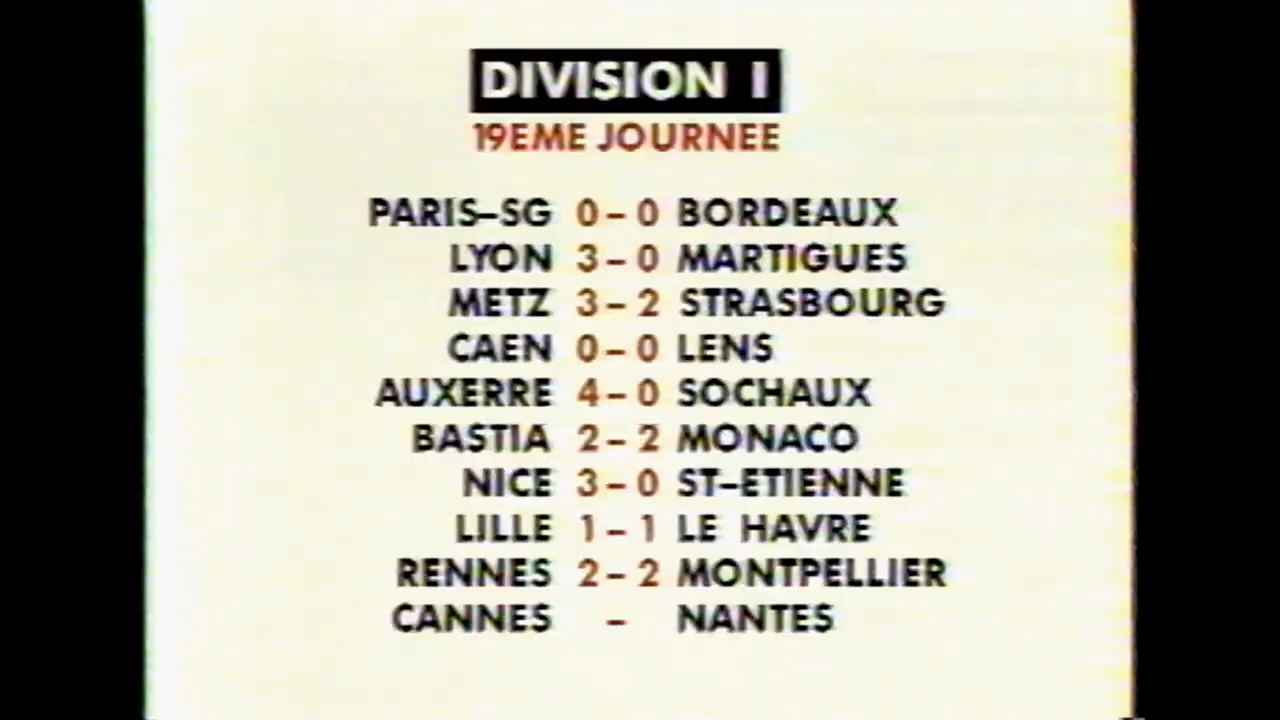 DIVISION I
19EME JOURNEE
PARIS-SG 0-0 BORDEAUX
LYON 3-0 MARTIGUES
METZ 3-2 STRASBOURG
CAEN 0-0 LENS
AUXERRE 4-0 SOCHAUX
BASTIA 2-2 MONACO
NICE 3-0 ST-ETIENNE
LILLE 1-1 LE HAVRE
RENNES 2-2 MONTPELLIER
CANNES - NANTES